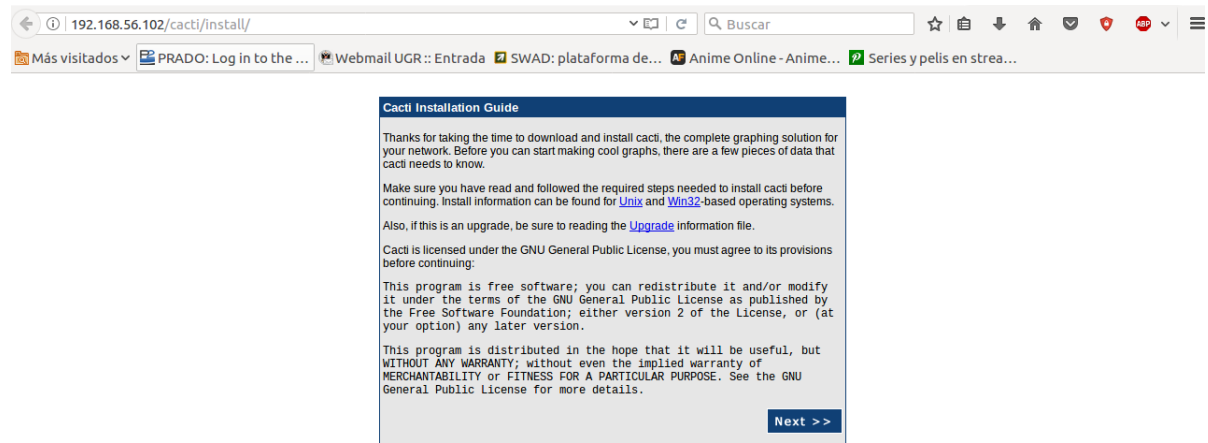 192.168.56.102/cacti/install/ Buscar ABP
Más visitados PRADO: Log in to the ... Webmail UGR :: Entrada SWAD: plataforma de... AF Anime Online - Anime... Series y pelis en strea...
Cacti Installation Guide
Thanks for taking the time to download and install cacti, the complete graphing solution for
your network. Before you can start making cool graphs, there are a few pieces of data that
cacti needs to know.
Make sure you have read and followed the required steps needed to install cacti before
continuing. Install information can be found for Unix and Win32-based operating systems.
Also, if this is an upgrade, be sure to reading the Upgrade information file.
Cacti is licensed under the GNU General Public License, you must agree to its provisions
before continuing:
This program is free software; you can redistribute it and/or modify
it under the terms of the GNU General Public License as published by
the Free Software Foundation; either version 2 of the License, or (at
your option) any later version.
This program is distributed in the hope that it will be useful, but
WITHOUT ANY WARRANTY; without even the implied warranty of
MERCHANTABILITY or FITNESS FOR A PARTICULAR PURPOSE. See the GNU
General Public License for more details.
Next >>